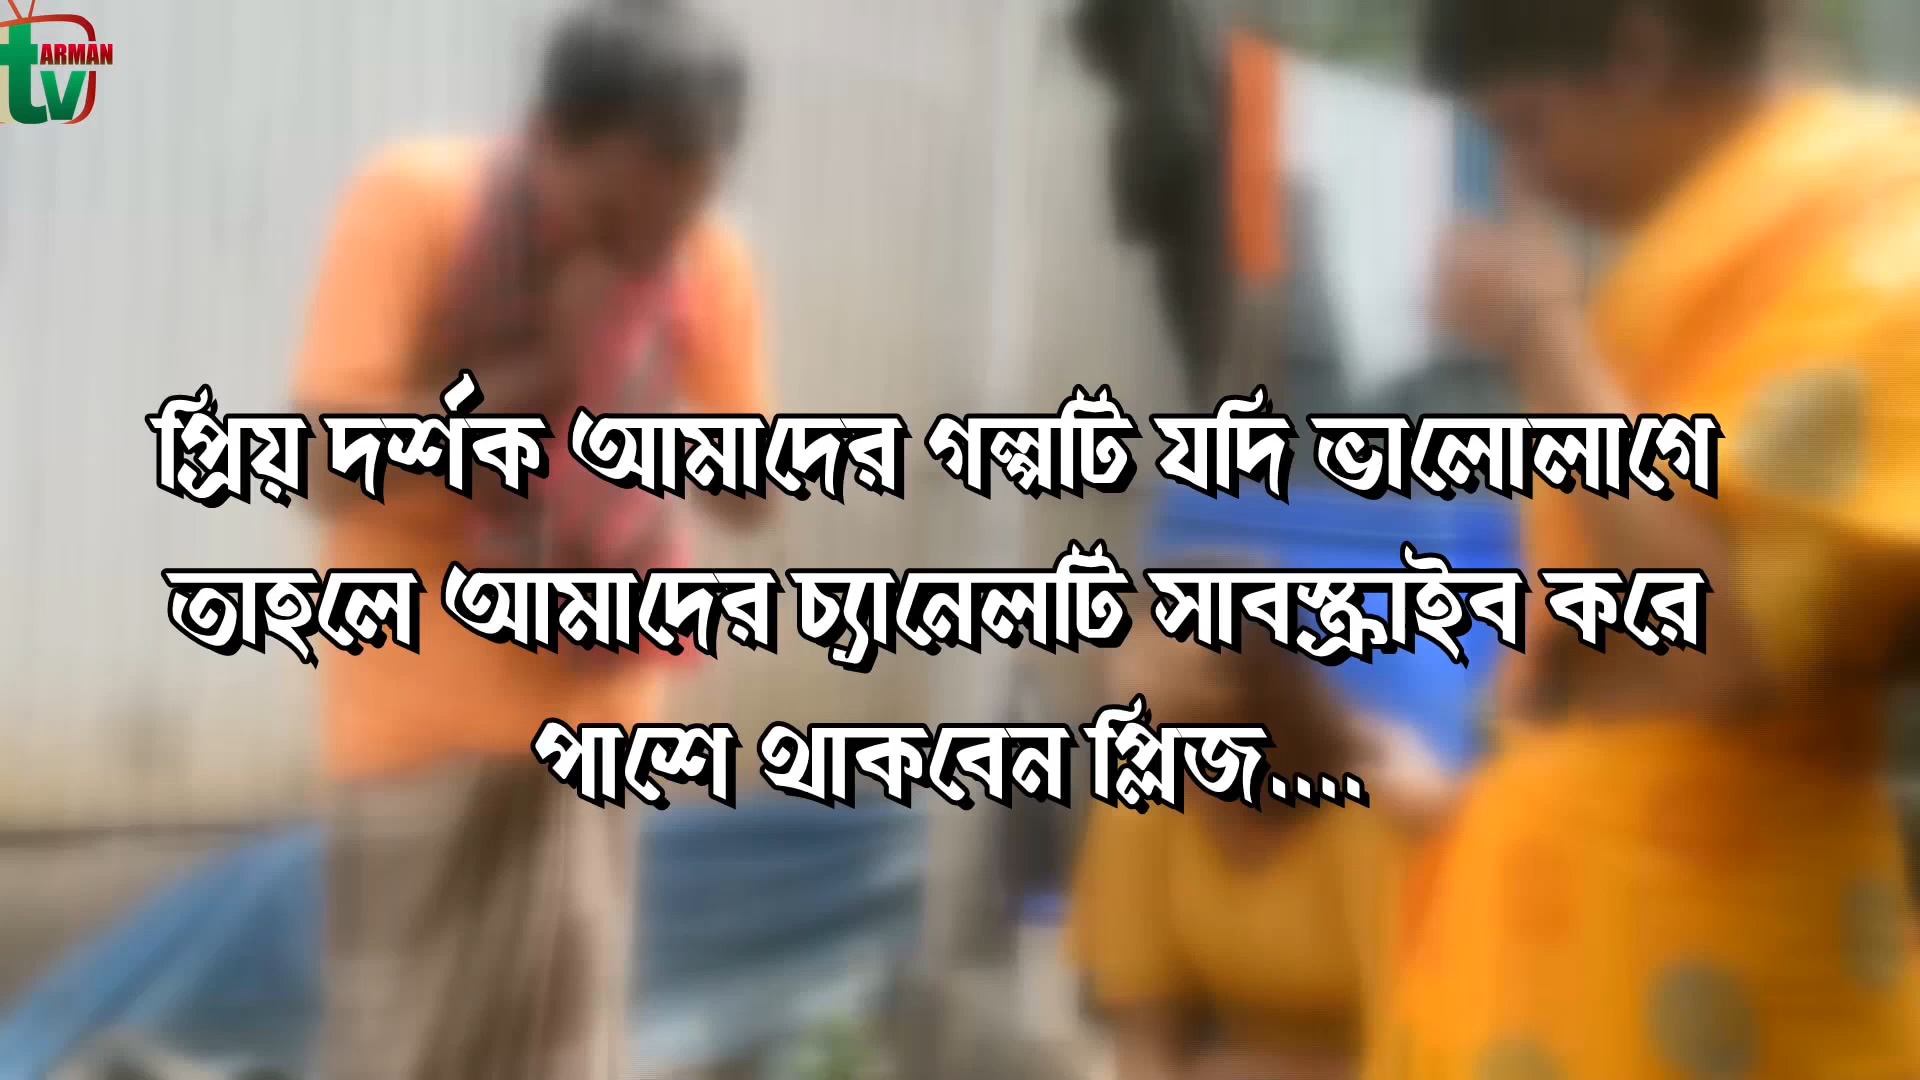 ARMAN
tv
প্রিয় দর্শক আমাদের গল্পটি যদি ভালোলাগে
তাহলে আমাদের চ্যানেলটি সাবস্ক্রাইব করে
পাশে থাকবেন প্লিজ....